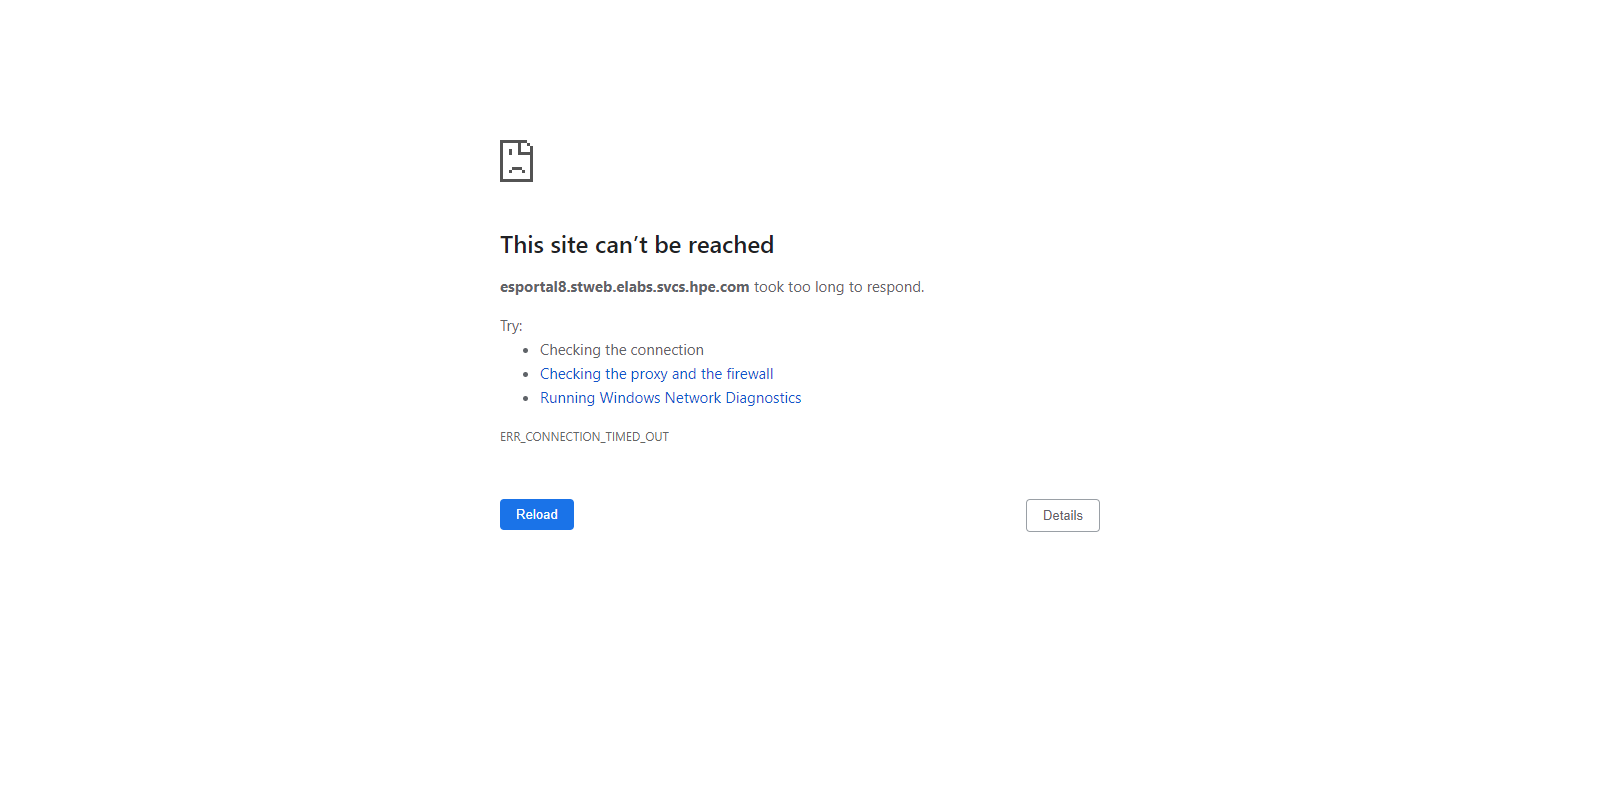 This site can’t be reached
esportal8.stweb.elabs.svcs.hpe.com took too long to respond.
Try:
• Checking the connection
• Checking the proxy and the firewall
• Running Windows Network Diagnostics
ERR_CONNECTION_TIMED_OUT
Reload
Details